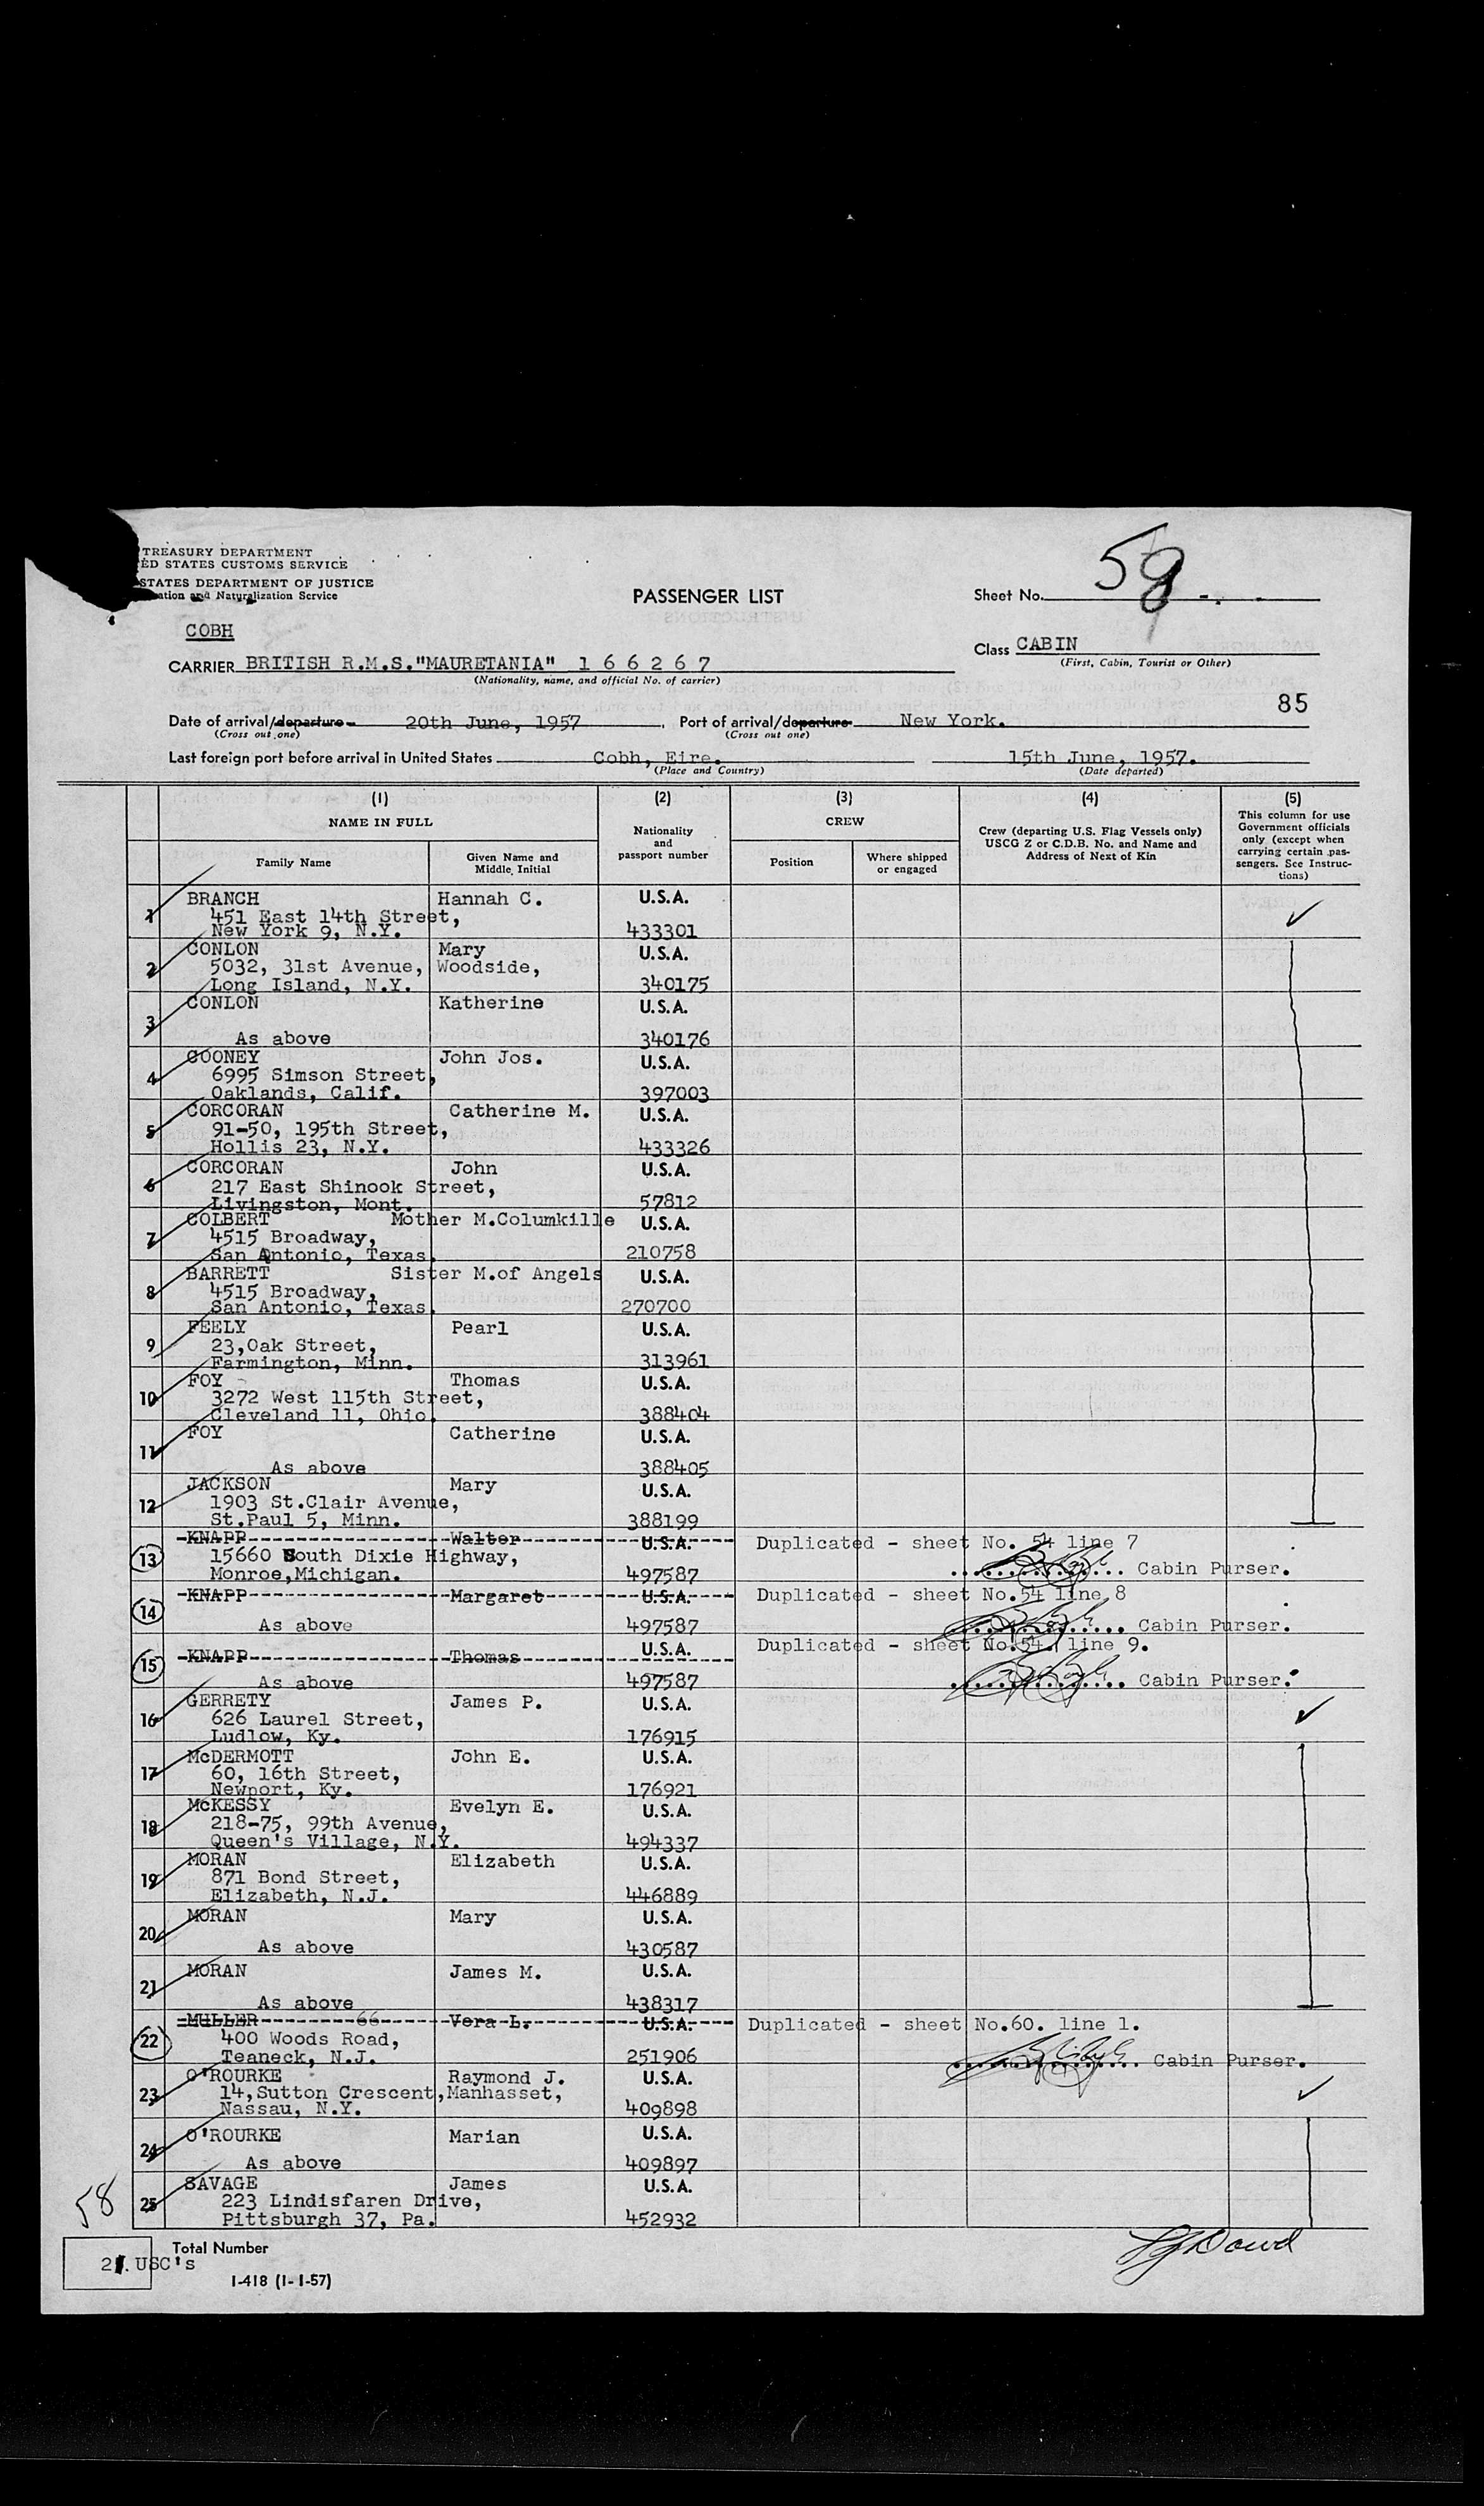 TREASURY DEPARTMENT
ED STATES CUSTOMS SERVICE
STATES DEPARTMENT OF JUSTICE
ation and Naturalization Service
PASSENGER LIST
Sheet No. 58
COBH
Class CABIN
(First, Cabin, Tourist or Other)
CARRIER BRITISH R.M.S."MAURETANIA" 1 6 6 2 6 7
(Nationality, name, and official No. of carrier)
85
Date of arrival/departure 20th June, 1957 Port of arrival/departure New York.
(Cross out one) (Cross out one)
Last foreign port before arrival in United States Cobh, Eire. 15th June, 1957.
(Place and Country) (Date departed)
(1) (2) (3) (4) (5)
NAME IN FULL
Nationality and passport number
CREW
Crew (departing U.S. Flag Vessels only) USCG Z or C.D.B. No. and Name and Address of Next of Kin
This column for use Government officials only (except when carrying certain passengers. See Instructions)
Family Name Given Name and Middle Initial Position Where shipped or engaged
1 BRANCH Hannah C. U.S.A.
451 East 14th Street,
New York 9, N.Y. 433301
2 CONLON Mary U.S.A.
5032, 31st Avenue, Woodside,
Long Island, N.Y. 340175
3 CONLON Katherine U.S.A.
As above 340176
4 COONEY John Jos. U.S.A.
6995 Simson Street,
Oaklands, Calif. 397003
5 CORCORAN Catherine M. U.S.A.
91-50, 195th Street,
Hollis 23, N.Y. 433326
6 CORCORAN John U.S.A.
217 East Shinook Street,
Livingston, Mont. 57812
7 COLBERT Mother M.Columkille U.S.A.
4515 Broadway,
San Antonio, Texas. 210758
8 BARRETT Sister M.of Angels U.S.A.
4515 Broadway,
San Antonio, Texas. 270700
9 FEELY Pearl U.S.A.
23,Oak Street,
Farmington, Minn. 313961
10 FOY Thomas U.S.A.
3272 West 115th Street,
Cleveland 11, Ohio. 388404
11 FOY Catherine U.S.A.
As above 388405
12 JACKSON Mary U.S.A.
1903 St.Clair Avenue,
St.Paul 5, Minn. 388199
13 KNAPP Walter U.S.A. Duplicated - sheet No. 54 line 7
15660 South Dixie Highway,
Monroe,Michigan. 497587 Cabin Purser.
14 KNAPP Margaret U.S.A. Duplicated - sheet No.54 line 8
As above 497587 Cabin Purser.
15 KNAPP Thomas U.S.A. Duplicated - sheet No.54 line 9.
As above 497587 Cabin Purser.
16 GERRETY James P. U.S.A.
626 Laurel Street,
Ludlow, Ky. 176915
17 McDERMOTT John E. U.S.A.
60, 16th Street,
Newport, Ky. 176921
18 McKESSY Evelyn E. U.S.A.
218-75, 99th Avenue,
Queen's Village, N.Y. 494337
19 MORAN Elizabeth U.S.A.
871 Bond Street,
Elizabeth, N.J. 446889
20 MORAN Mary U.S.A.
As above 430587
21 MORAN James M. U.S.A.
As above 438317
22 MULLER 66 Vera L. U.S.A. Duplicated - sheet No.60. line 1.
400 Woods Road,
Teaneck, N.J. 251906 Cabin Purser.
23 O'ROURKE Raymond J. U.S.A.
14,Sutton Crescent,Manhasset,
Nassau, N.Y. 409898
24 O'ROURKE Marian U.S.A.
As above 409897
25 SAVAGE James U.S.A.
223 Lindisfaren Drive,
Pittsburgh 37, Pa. 452932
58
Total Number
21. USC's
I-418 (1-1-57)